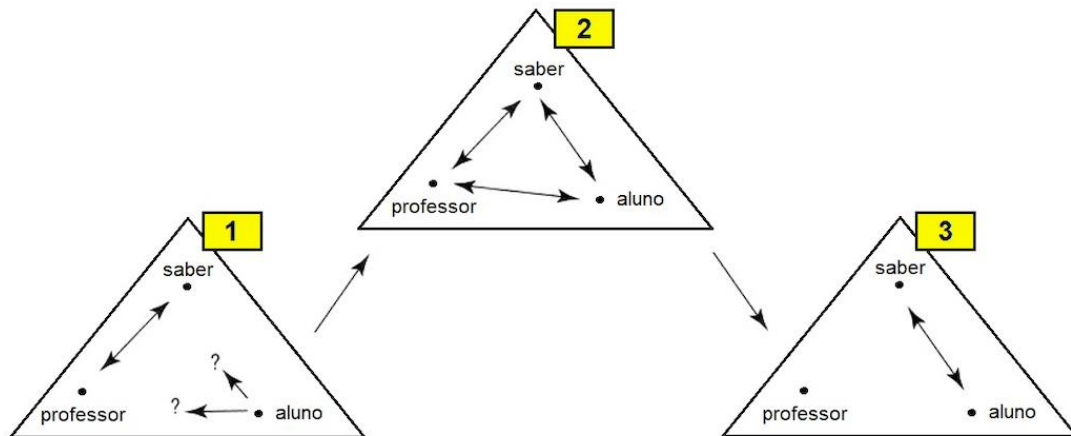 1
saber
?
?
professor
aluno
2
saber
professor
aluno
3
saber
professor
aluno